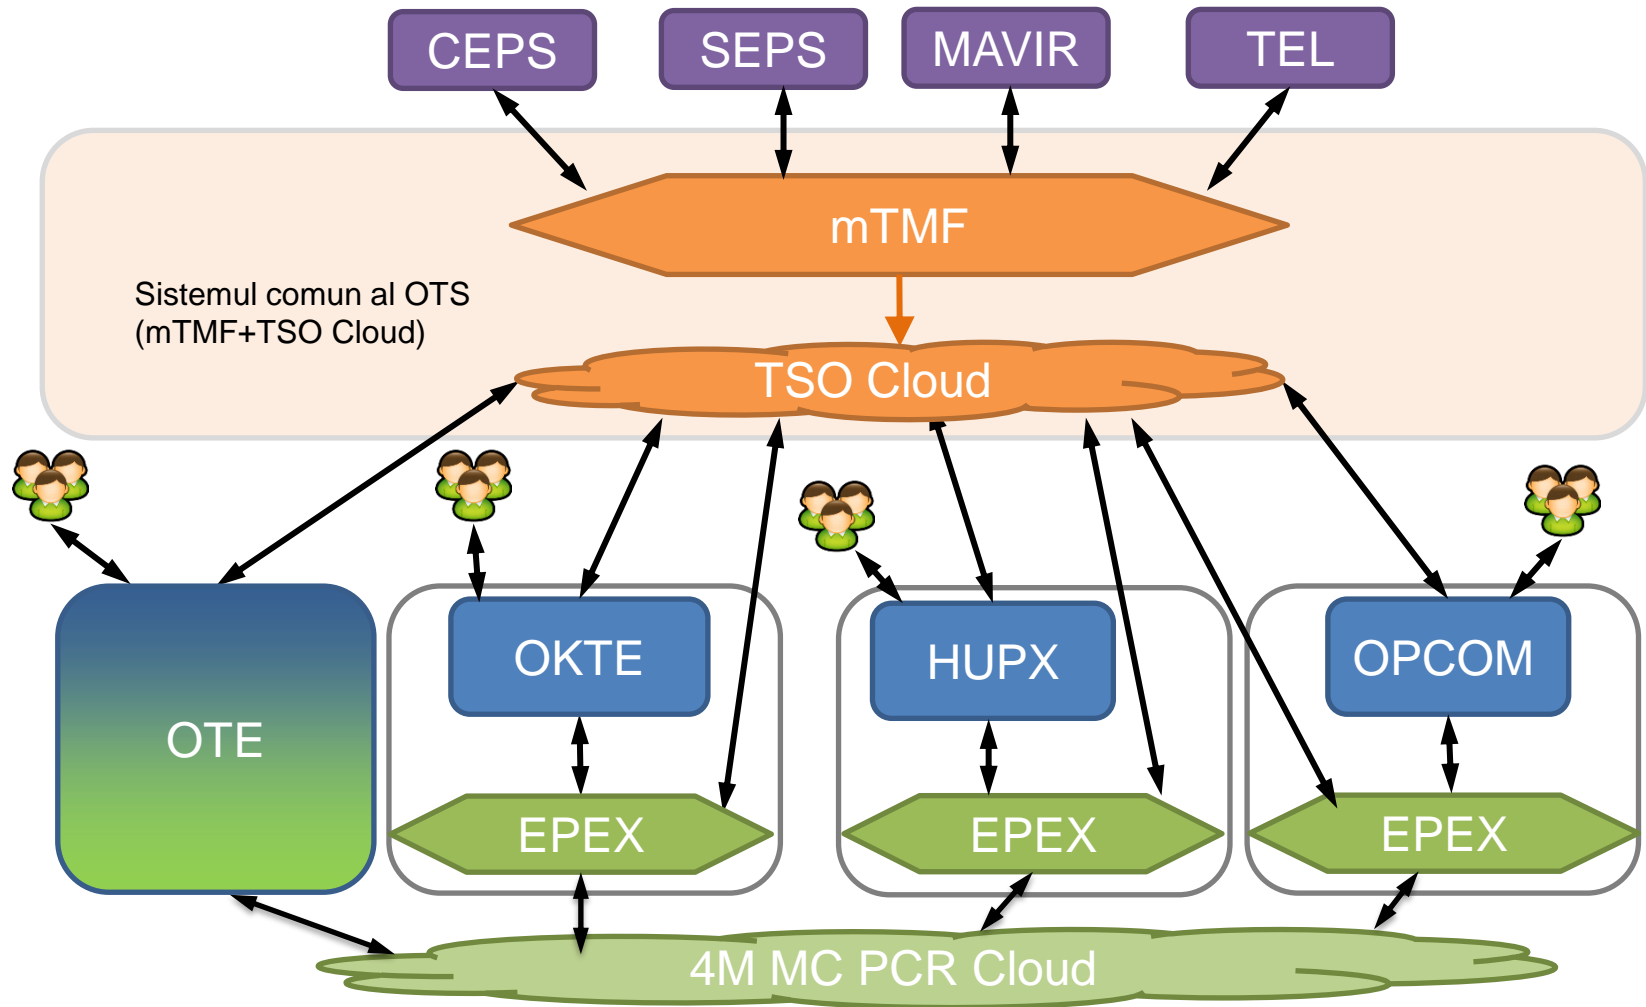 CEPS
SEPS
MAVIR
TEL
mTMF
Sistemul comun al OTS
(mTMF+TSO Cloud)
TSO Cloud
OKTE
HUPX
OPCOM
OTE
EPEX
EPEX
EPEX
4M MC PCR Cloud